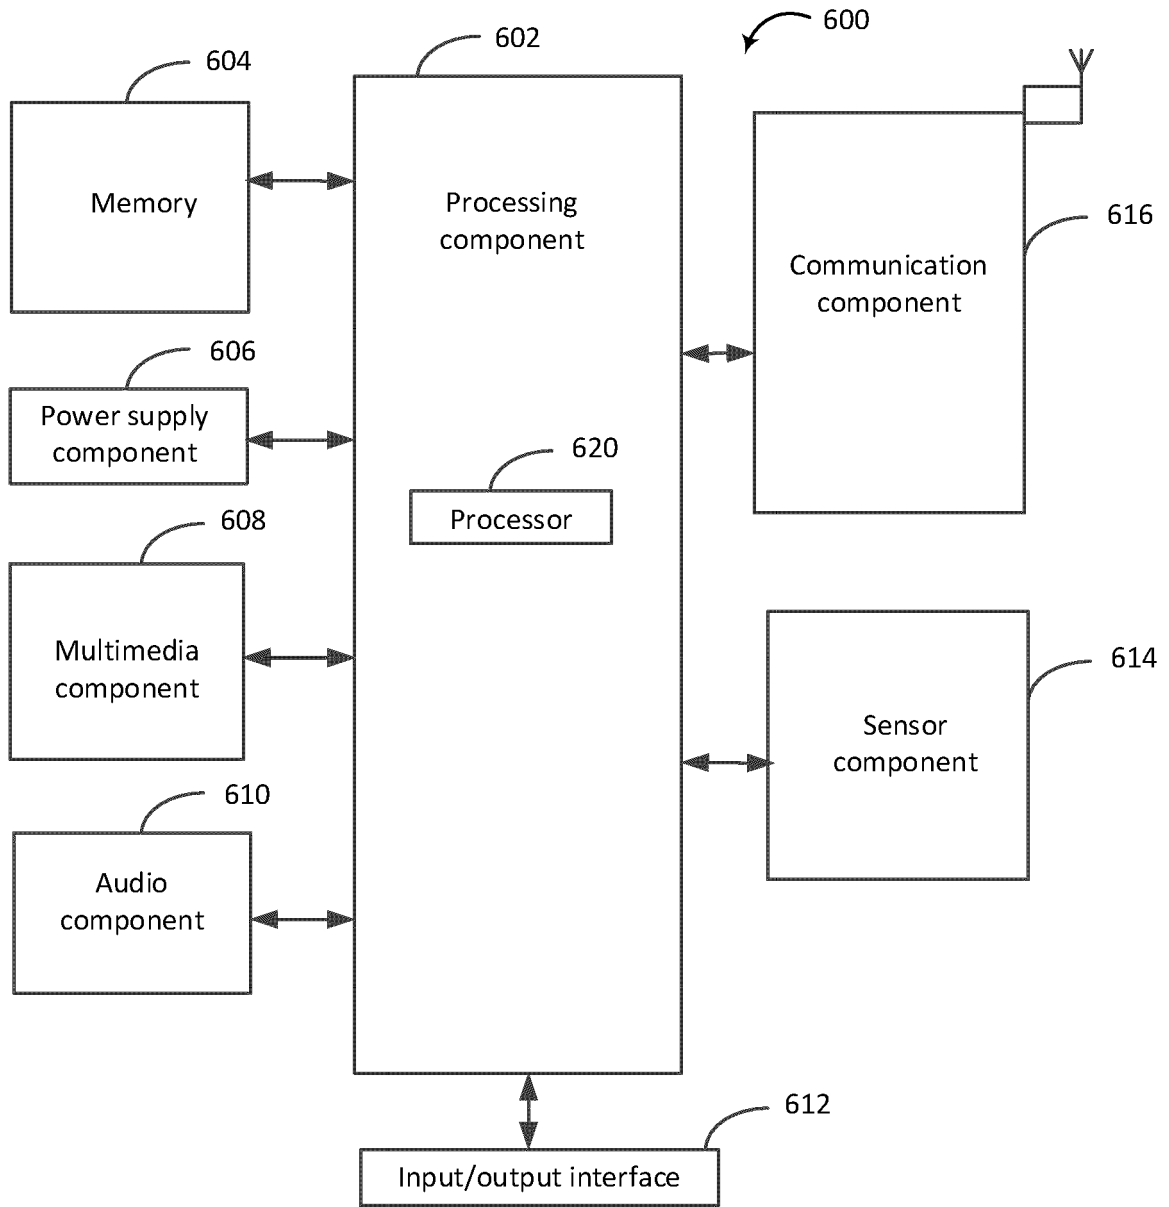 600
602
604
Memory
Processing
component
616
Communication
component
606
Power supply
component
620
Processor
608
Multimedia
component
614
Sensor
component
610
Audio
component
612
Input/output interface